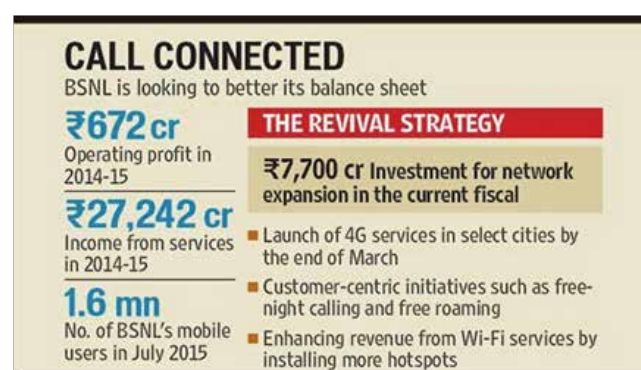 CALL CONNECTED
BSNL is looking to better its balance sheet
₹672 cr
Operating profit in
2014-15
₹27,242 cr
Income from services
in 2014-15
1.6 mn
No. of BSNL's mobile
users in July 2015
THE REVIVAL STRATEGY
₹7,700 cr Investment for network
expansion in the current fiscal
■ Launch of 4G services in select cities by
the end of March
■ Customer-centric initiatives such as free-
night calling and free roaming
■ Enhancing revenue from Wi-Fi services by
installing more hotspots